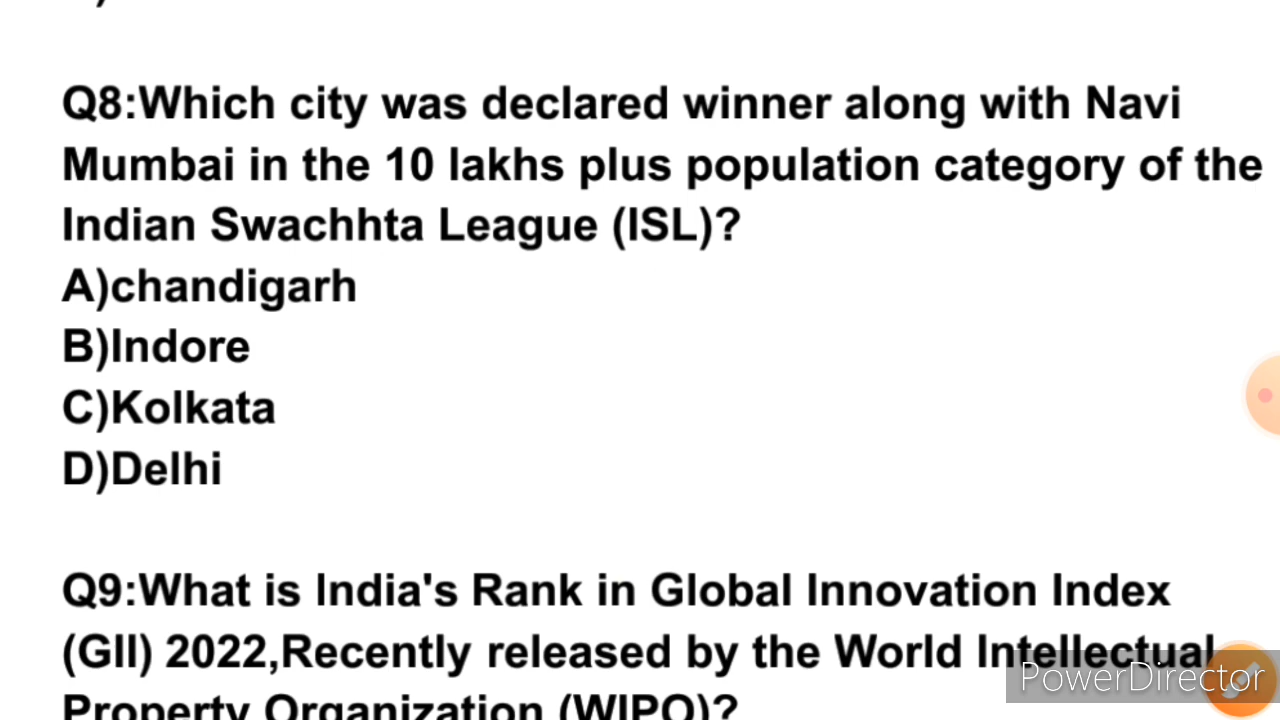 Q8:Which city was declared winner along with Navi
Mumbai in the 10 lakhs plus population category of the
Indian Swachhta League (ISL)?
A)chandigarh
B)Indore
C)Kolkata
D)Delhi
Q9:What is India's Rank in Global Innovation Index
(GII) 2022,Recently released by the World Intellectual
Property Organization (WIPO)?
PowerDirector